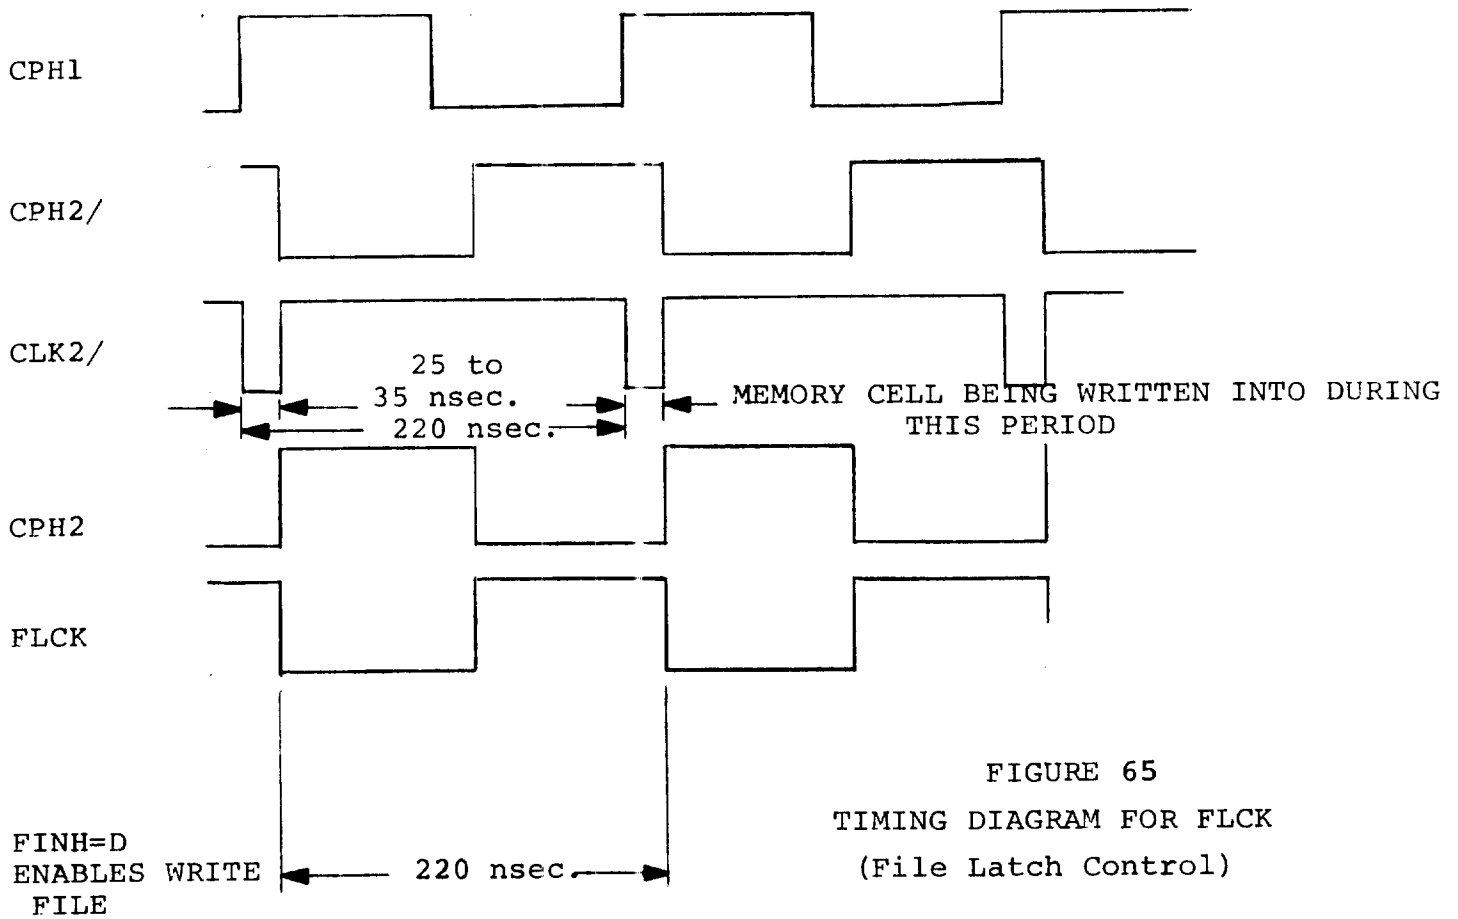 CPH1
CPH2/
CLK2/
25 to
35 nsec.
220 nsec.
MEMORY CELL BEING WRITTEN INTO DURING
THIS PERIOD
CPH2
FLCK
FINH=D
ENABLES WRITE
FILE
220 nsec.
FIGURE 65
TIMING DIAGRAM FOR FLCK
(File Latch Control)